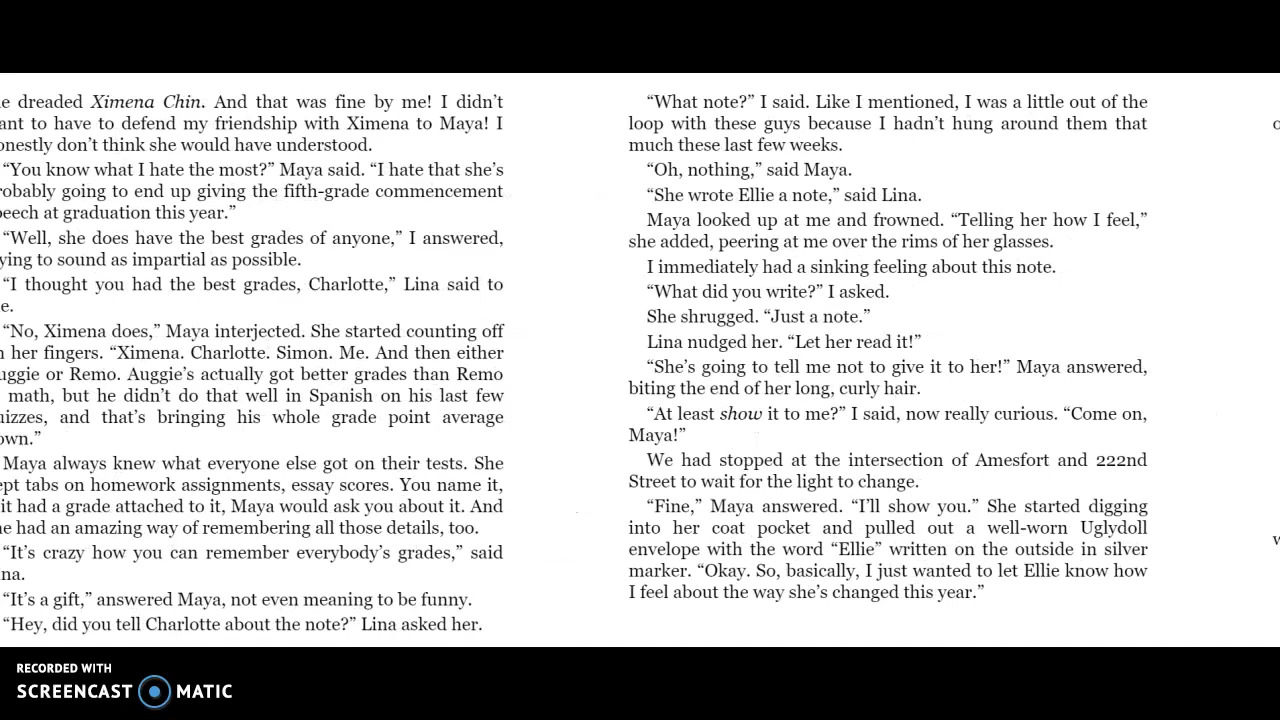 e dreaded Ximena Chin. And that was fine by me! I didn't
ant to have to defend my friendship with Ximena to Maya! I
onestly don't think she would have understood.
“You know what I hate the most?” Maya said. “I hate that she's
robably going to end up giving the fifth-grade commencement
peech at graduation this year.”
“Well, she does have the best grades of anyone,” I answered,
ying to sound as impartial as possible.
“I thought you had the best grades, Charlotte,” Lina said to
e.
“No, Ximena does,” Maya interjected. She started counting off
n her fingers. “Ximena. Charlotte. Simon. Me. And then either
uggie or Remo. Auggie's actually got better grades than Remo
math, but he didn't do that well in Spanish on his last few
uizzes, and that's bringing his whole grade point average
own.”
Maya always knew what everyone else got on their tests. She
ept tabs on homework assignments, essay scores. You name it,
it had a grade attached to it, Maya would ask you about it. And
e had an amazing way of remembering all those details, too.
“It's crazy how you can remember everybody's grades,” said
na.
“It's a gift,” answered Maya, not even meaning to be funny.
“Hey, did you tell Charlotte about the note?” Lina asked her.
“What note?” I said. Like I mentioned, I was a little out of the
loop with these guys because I hadn't hung around them that
much these last few weeks.
“Oh, nothing,” said Maya.
“She wrote Ellie a note,” said Lina.
Maya looked up at me and frowned. “Telling her how I feel,”
she added, peering at me over the rims of her glasses.
I immediately had a sinking feeling about this note.
“What did you write?” I asked.
She shrugged. “Just a note.”
Lina nudged her. “Let her read it!”
“She's going to tell me not to give it to her!” Maya answered,
biting the end of her long, curly hair.
“At least show it to me?” I said, now really curious. “Come on,
Maya!”
We had stopped at the intersection of Amesfort and 222nd
Street to wait for the light to change.
“Fine,” Maya answered. “I'll show you.” She started digging
into her coat pocket and pulled out a well-worn Uglydoll
envelope with the word “Ellie” written on the outside in silver
marker. “Okay. So, basically, I just wanted to let Ellie know how
I feel about the way she's changed this year.”
RECORDED WITH
SCREENCAST MATIC